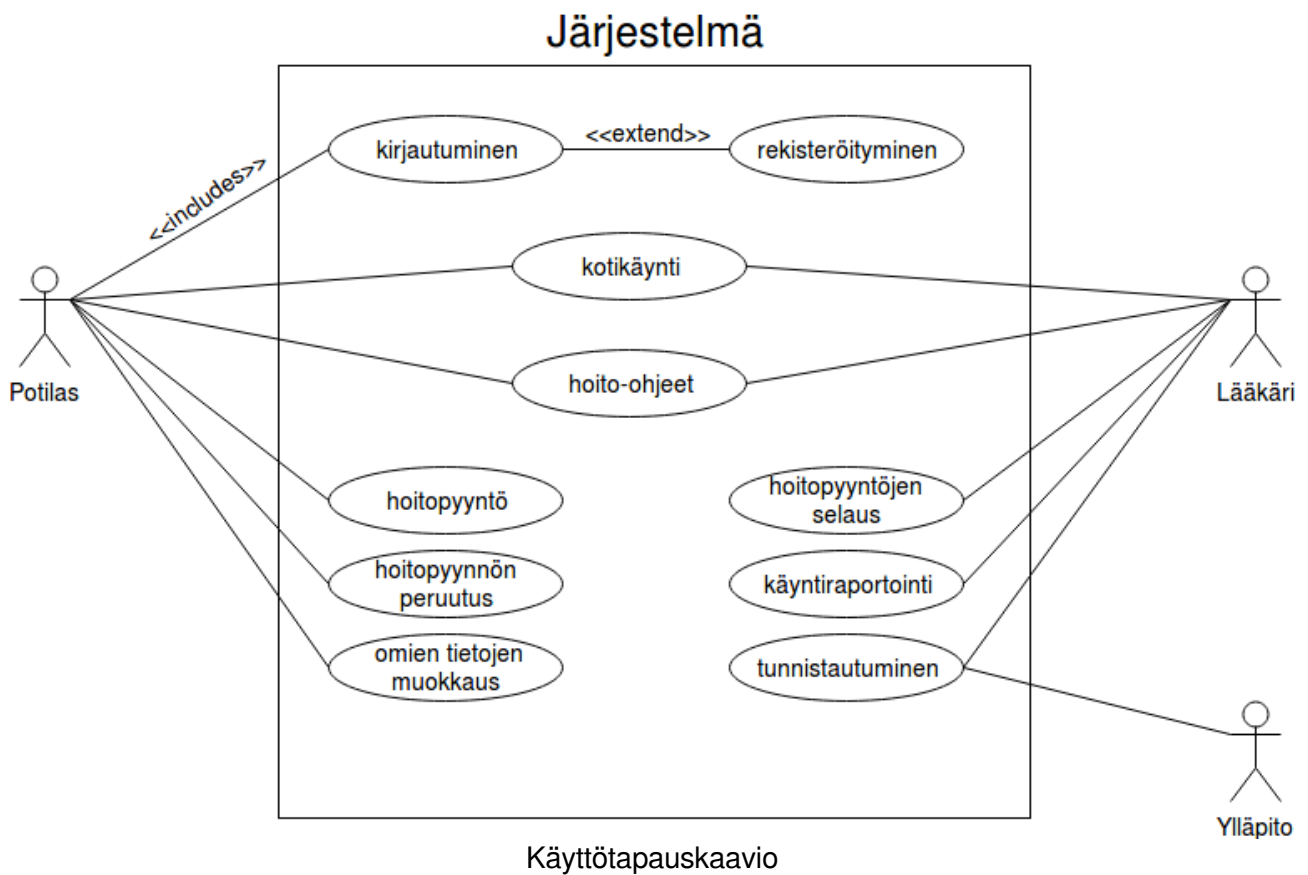 Järjestelmä
kirjautuminen
<<extend>>
rekisteröityminen
<<includes>>
kotikäynti
Potilas
hoito-ohjeet
Lääkäri
hoitopyyntö
hoitopyyntöjen
selaus
hoitopyynnön
peruutus
käyntiraportointi
omien tietojen
muokkaus
tunnistautuminen
Ylläpito
Käyttötapauskaavio